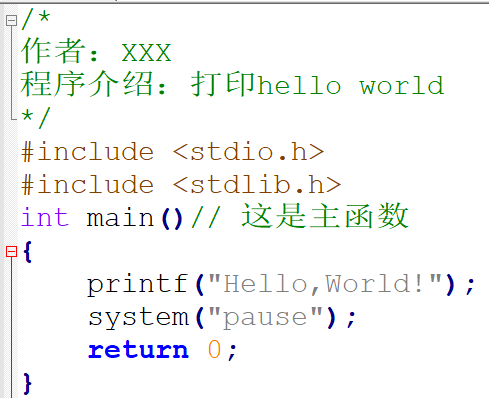 /*
作者：XXX
程序介绍：打印hello world
*/
#include <stdio.h>
#include <stdlib.h>
int main()// 这是主函数
{
    printf("Hello,World!");
    system("pause");
    return 0;
}